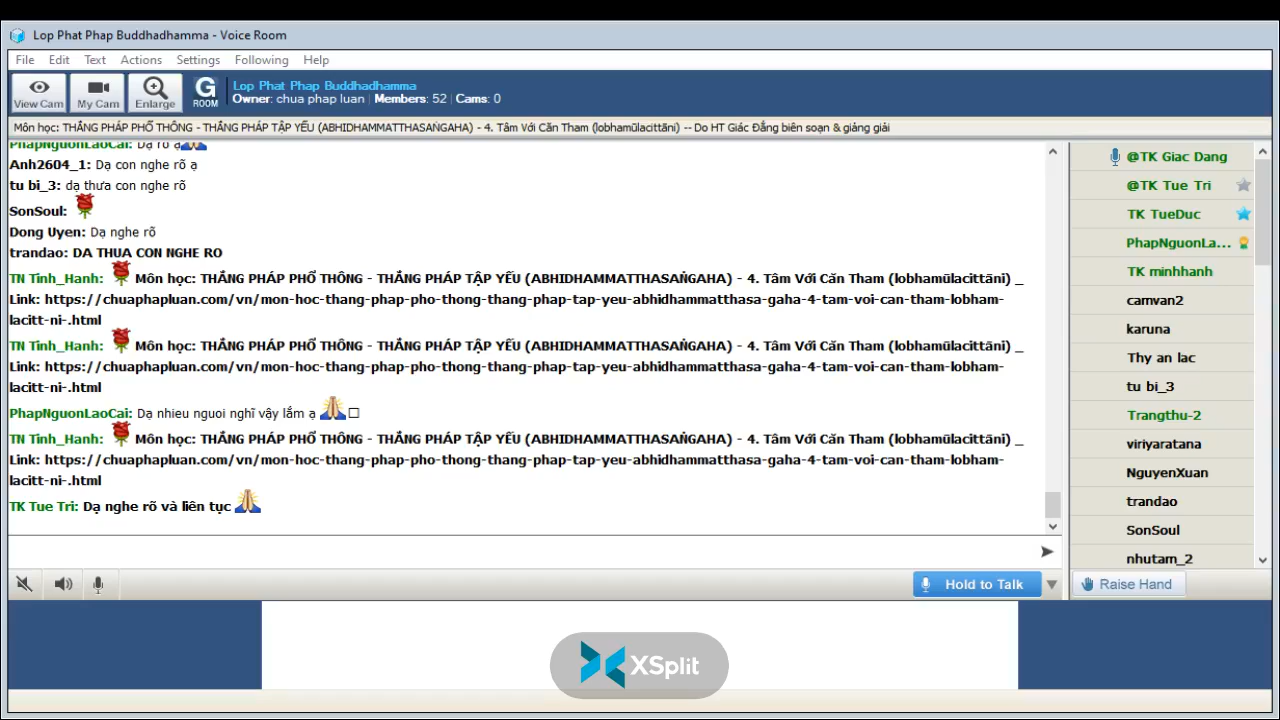 Lop Phat Phap Buddhadhamma - Voice Room
File Edit Text Actions Settings Following Help
View Cam My Cam Enlarge G ROOM
Lop Phat Phap Buddhadhamma
Owner: chua phap luan | Members: 52 | Cams: 0
Môn học: THẮNG PHÁP PHỔ THÔNG - THẮNG PHÁP TẬP YẾU (ABHIDHAMMATTHASAṄGAHA) - 4. Tâm Với Căn Tham (lobhamūlacittāni) -- Do HT Giác Đẳng biên soạn & giảng giải
PhapNguonLaoCai: Dạ rõ ạ
Anh2604_1: Dạ con nghe rõ ạ
tu bi_3: dạ thưa con nghe rõ
SonSoul:
Dong Uyen: Dạ nghe rõ
trandao: DA THUA CON NGHE RO
TN Tinh_Hanh: Môn học: THẮNG PHÁP PHỔ THÔNG - THẮNG PHÁP TẬP YẾU (ABHIDHAMMATTHASAṄGAHA) - 4. Tâm Với Căn Tham (lobhamūlacittāni) _
Link: https://chuaphapluan.com/vn/mon-hoc-thang-phap-pho-thong-thang-phap-tap-yeu-abhidhammatthasa-gaha-4-tam-voi-can-tham-lobham-
lacitt-ni-.html
TN Tinh_Hanh: Môn học: THẮNG PHÁP PHỔ THÔNG - THẮNG PHÁP TẬP YẾU (ABHIDHAMMATTHASAṄGAHA) - 4. Tâm Với Căn Tham (lobhamūlacittāni) _
Link: https://chuaphapluan.com/vn/mon-hoc-thang-phap-pho-thong-thang-phap-tap-yeu-abhidhammatthasa-gaha-4-tam-voi-can-tham-lobham-
lacitt-ni-.html
PhapNguonLaoCai: Dạ nhieu nguoi nghĩ vậy lắm ạ
TN Tinh_Hanh: Môn học: THẮNG PHÁP PHỔ THÔNG - THẮNG PHÁP TẬP YẾU (ABHIDHAMMATTHASAṄGAHA) - 4. Tâm Với Căn Tham (lobhamūlacittāni) _
Link: https://chuaphapluan.com/vn/mon-hoc-thang-phap-pho-thong-thang-phap-tap-yeu-abhidhammatthasa-gaha-4-tam-voi-can-tham-lobham-
lacitt-ni-.html
TK Tue Tri: Dạ nghe rõ và liên tục
@TK Giac Dang
@TK Tue Tri
TK TueDuc
PhapNguonLa...
TK minhhanh
camvan2
karuna
Thy an lac
tu bi_3
Trangthu-2
viriyaratana
NguyenXuan
trandao
SonSoul
nhutam_2
Hold to Talk
Raise Hand
XSplit